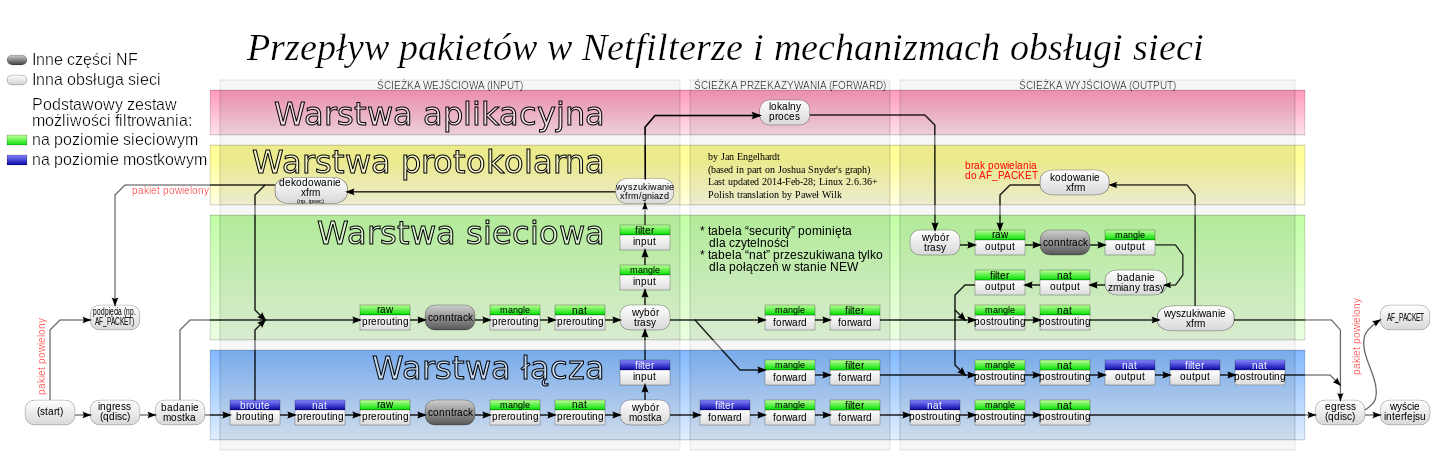 Przepływ pakietów w Netfilterze i mechanizmach obsługi sieci
Inne części NF
Inna obsługa sieci
Podstawowy zestaw
możliwości filtrowania:
na poziomie sieciowym
na poziomie mostkowym
ŚCIEŻKA WEJŚCIOWA (INPUT)
ŚCIEŻKA PRZEKAZYWANIA (FORWARD)
ŚCIEŻKA WYJŚCIOWA (OUTPUT)
Warstwa aplikacyjna
lokalny
proces
Warstwa protokolarna
pakiet powielony
dekodowanie
xfrm
(np. ipsec)
wyszukiwanie
xfrm/gniazd
by Jan Engelhardt
(based in part on Joshua Snyder's graph)
Last updated 2014-Feb-28; Linux 2.6.36+
Polish translation by Paweł Wilk
brak powielania
do AF_PACKET
kodowanie
xfrm
Warstwa sieciowa
filter
input
mangle
input
* tabela “security” pominięta
dla czytelności
* tabela “nat” przeszukiwana tylko
dla połączeń w stanie NEW
wybór
trasy
raw
output
conntrack
mangle
output
filter
output
nat
output
badanie
zmiany trasy
podpięcia (np.
AF_PACKET)
raw
prerouting
conntrack
mangle
prerouting
nat
prerouting
wybór
trasy
mangle
forward
filter
forward
mangle
postrouting
nat
postrouting
wyszukiwanie
xfrm
pakiet powielony
AF_PACKET
pakiet powielony
Warstwa łącza
filter
input
mangle
forward
filter
forward
mangle
postrouting
nat
postrouting
nat
output
filter
output
nat
postrouting
(start)
ingress
(qdisc)
badanie
mostka
broute
brouting
nat
prerouting
raw
prerouting
conntrack
mangle
prerouting
nat
prerouting
wybór
mostka
filter
forward
mangle
forward
filter
forward
nat
postrouting
mangle
postrouting
nat
postrouting
egress
(qdisc)
wyście
interfejsu